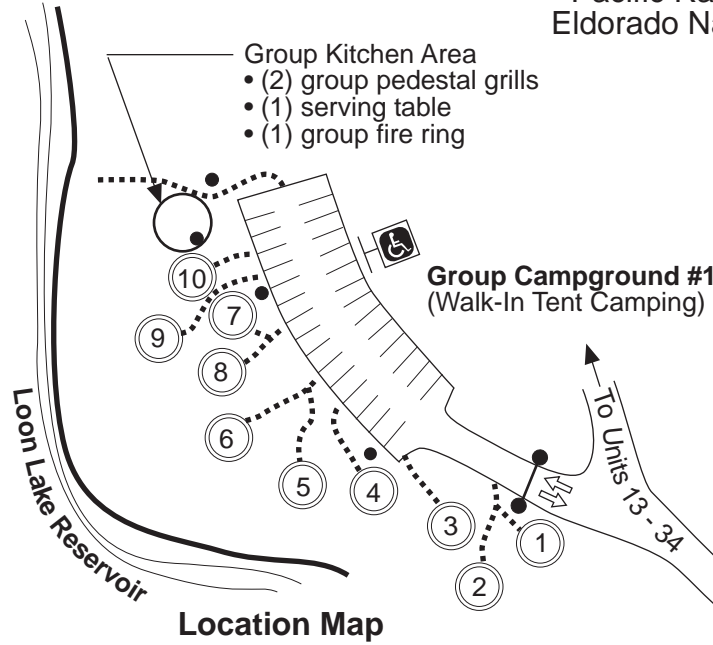 Eldorado
Group Kitchen Area
• (2) group pedestal grills
• (1) serving table
• (1) group fire ring
Group Campground #1
(Walk-In Tent Camping)
10
9
7
8
6
5
4
3
1
2
To Units 13 - 34
Loon Lake Reservoir
Location Map